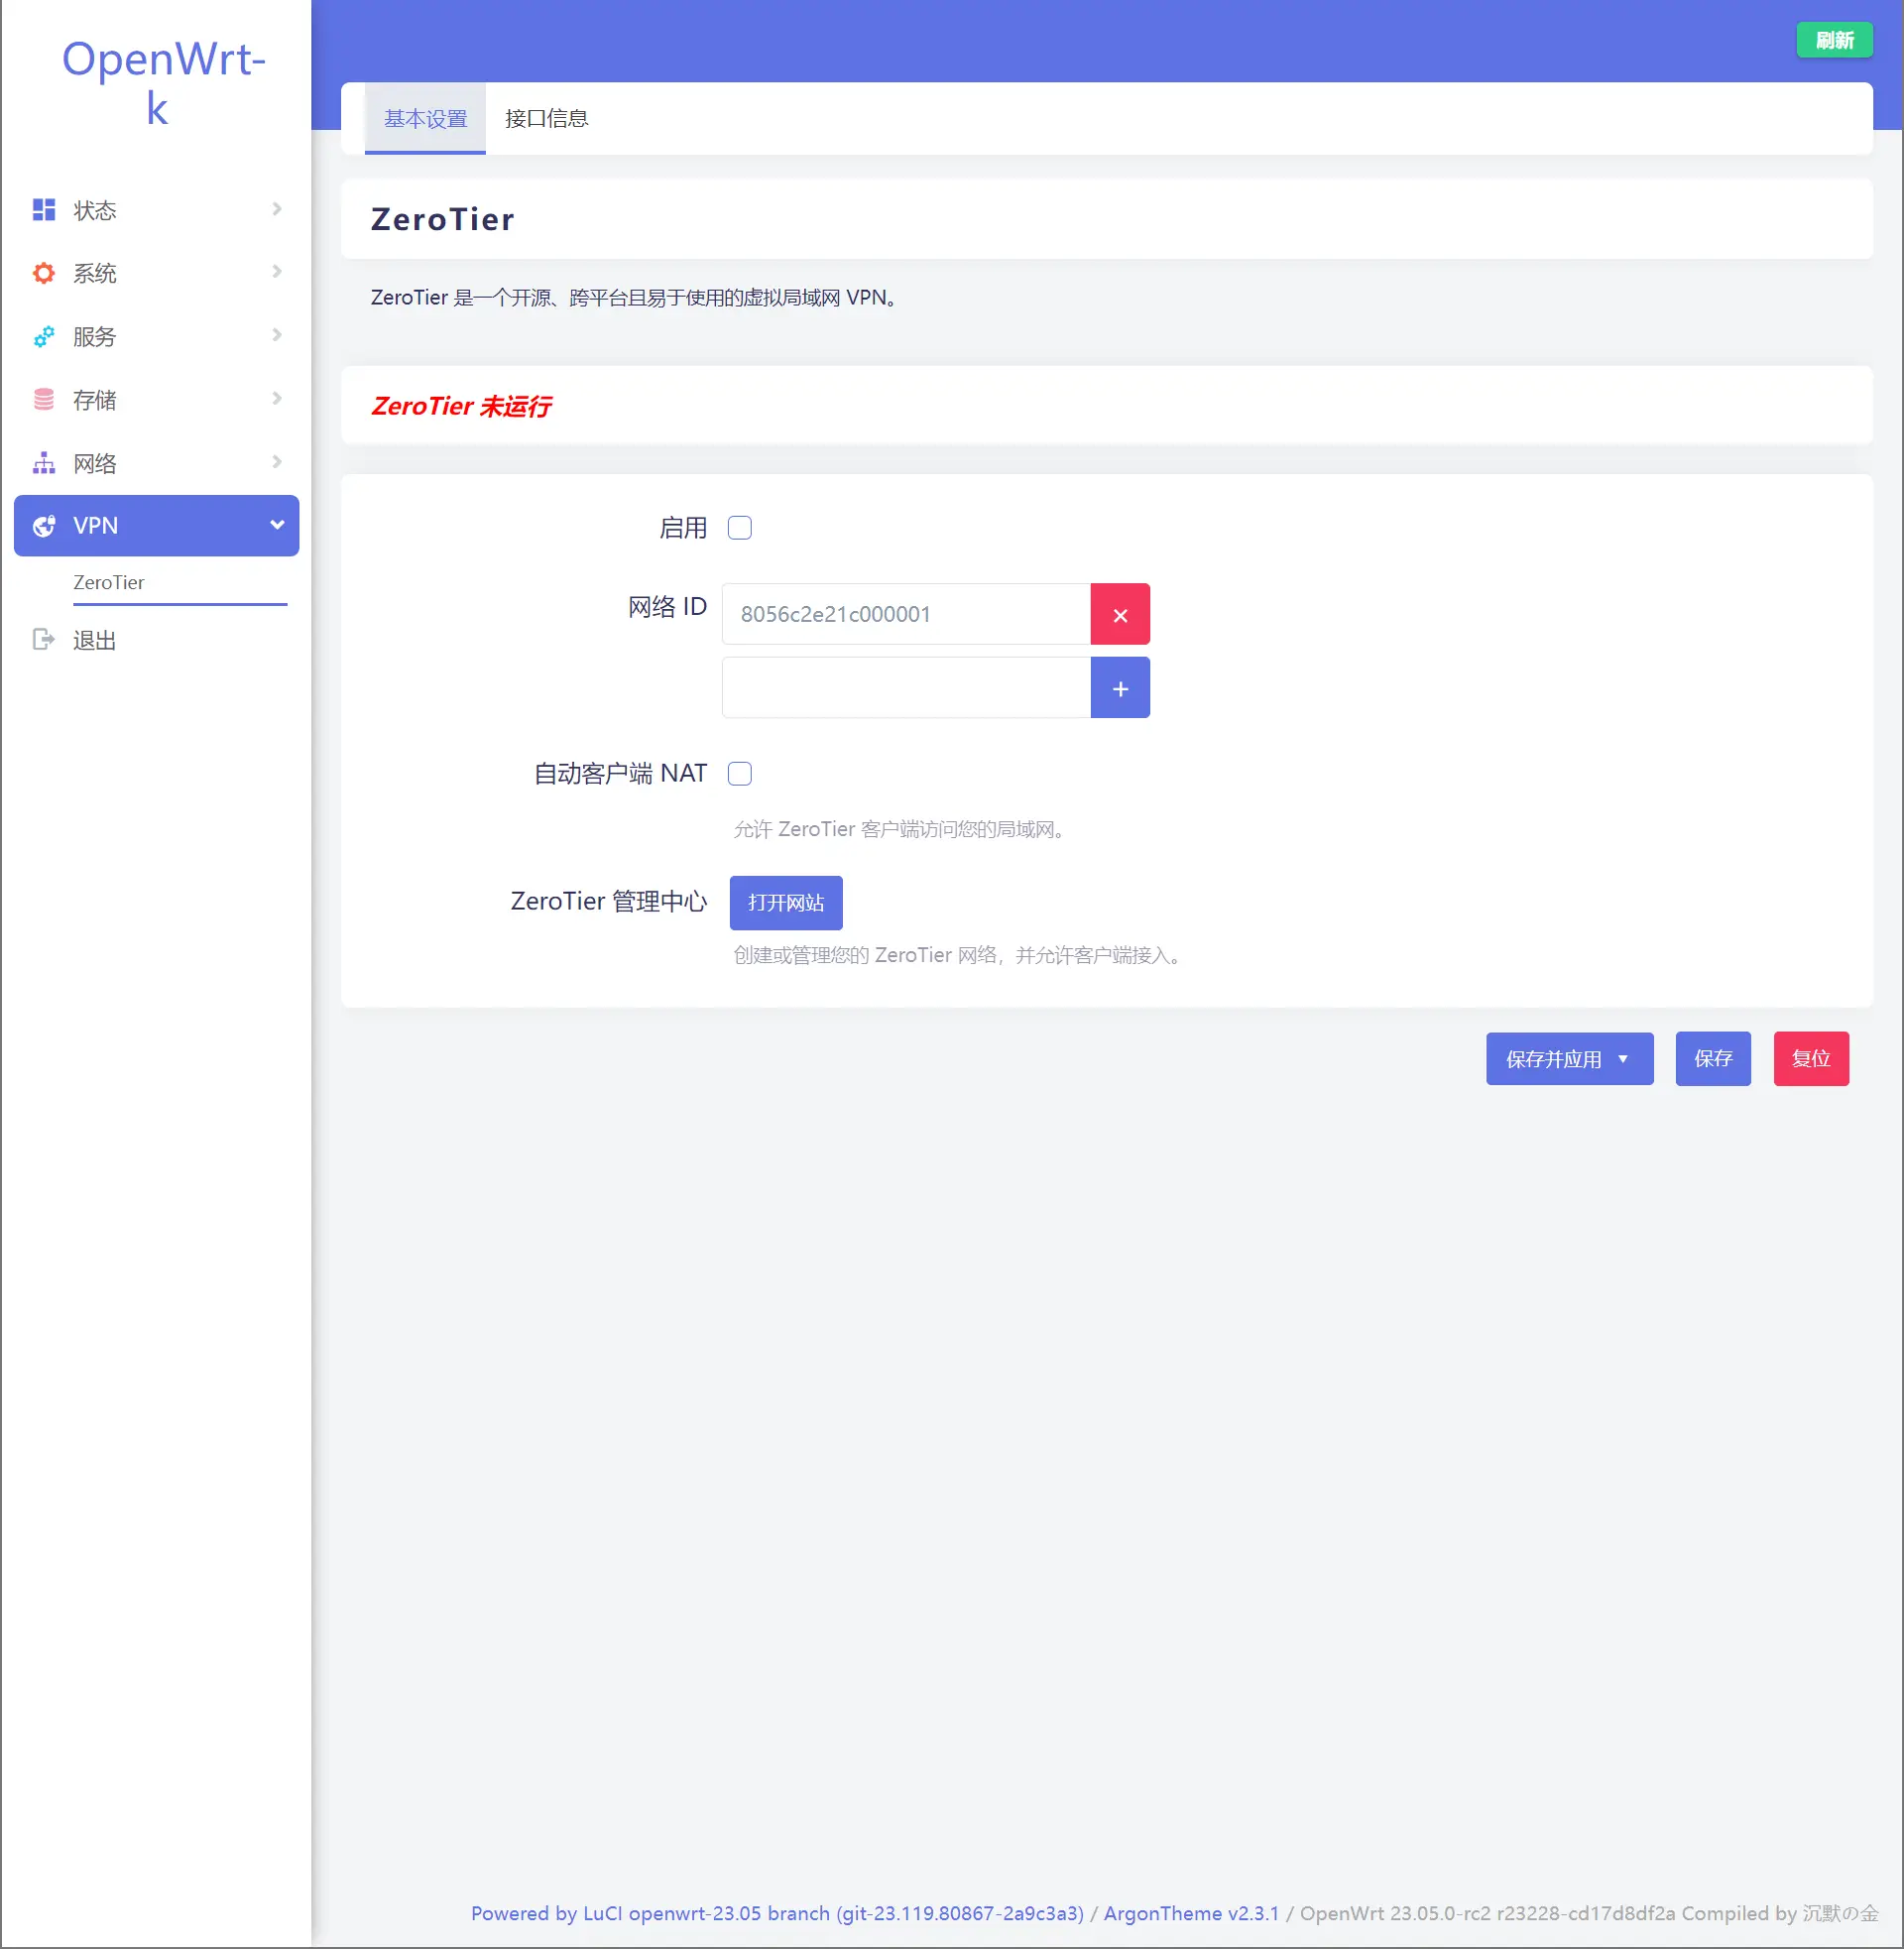 OpenWrt-
k
状态
系统
服务
存储
网络
VPN
ZeroTier
退出
刷新
基本设置 接口信息
ZeroTier
ZeroTier 是一个开源、跨平台且易于使用的虚拟局域网 VPN。
ZeroTier 未运行
启用
网络 ID 8056c2e21c000001 ×
+
自动客户端 NAT
允许 ZeroTier 客户端访问您的局域网。
ZeroTier 管理中心 打开网站
创建或管理您的 ZeroTier 网络，并允许客户端接入。
保存并应用 保存 复位
Powered by LuCI openwrt-23.05 branch (git-23.119.80867-2a9c3a3) / ArgonTheme v2.3.1 / OpenWrt 23.05.0-rc2 r23228-cd17d8df2a Compiled by 沉默の金